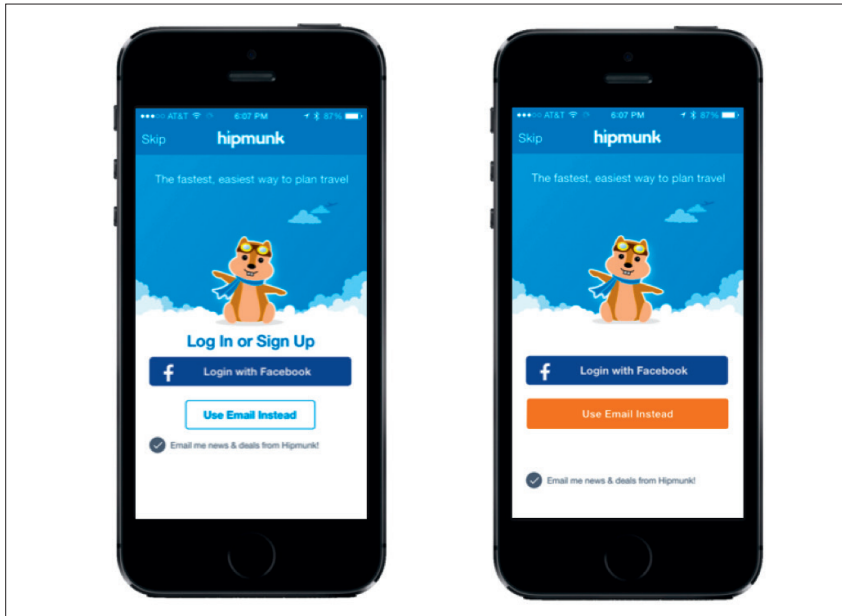 AT&T 6:07 PM 87%
Skip hipmunk
The fastest, easiest way to plan travel
Log In or Sign Up
f Login with Facebook
Use Email Instead
Email me news & deals from Hipmunk!
AT&T 6:07 PM 87%
Skip hipmunk
The fastest, easiest way to plan travel
f Login with Facebook
Use Email Instead
Email me news & deals from Hipmunk!